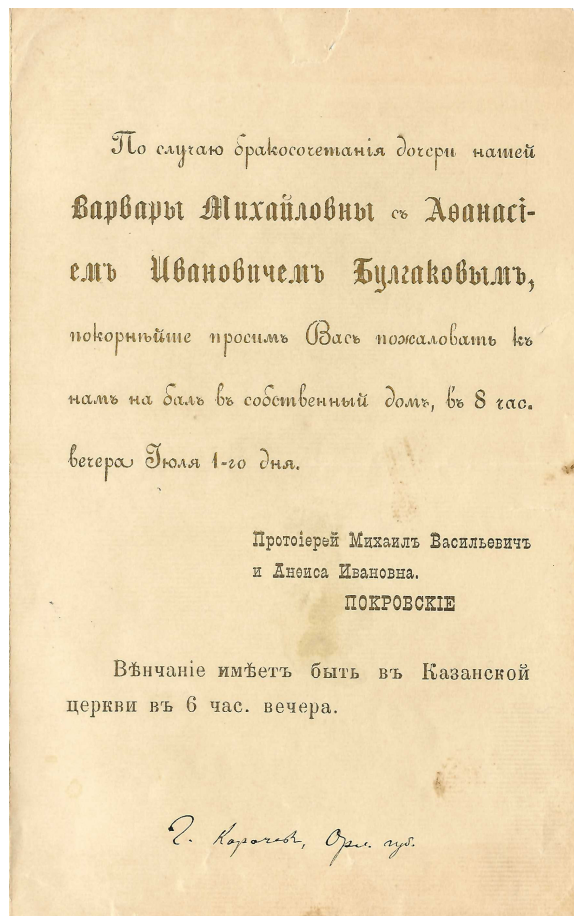 По случаю бракосочетанія дочери нашей
Варвары Михайловны съ Аѳанасі-
емъ Ивановичемъ Булгаковымъ,
покорнѣйше просимъ Васъ пожаловать къ
намъ на балъ въ собственный домъ, въ 8 час.
вечера Іюля 1-го дня.
Протоіерей Михаилъ Васильевичъ
и Анѳиса Ивановна.
ПОКРОВСКІЕ
Вѣнчаніе имѣетъ быть въ Казанской
церкви въ 6 час. вечера.
Г. Карачевъ, Орл. губ.